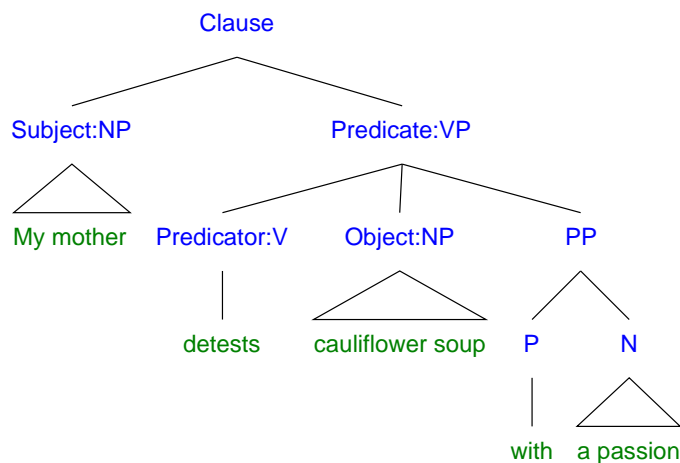 Clause
Subject:NP Predicate:VP
My mother Predicator:V Object:NP PP
detests cauliflower soup P N
with a passion